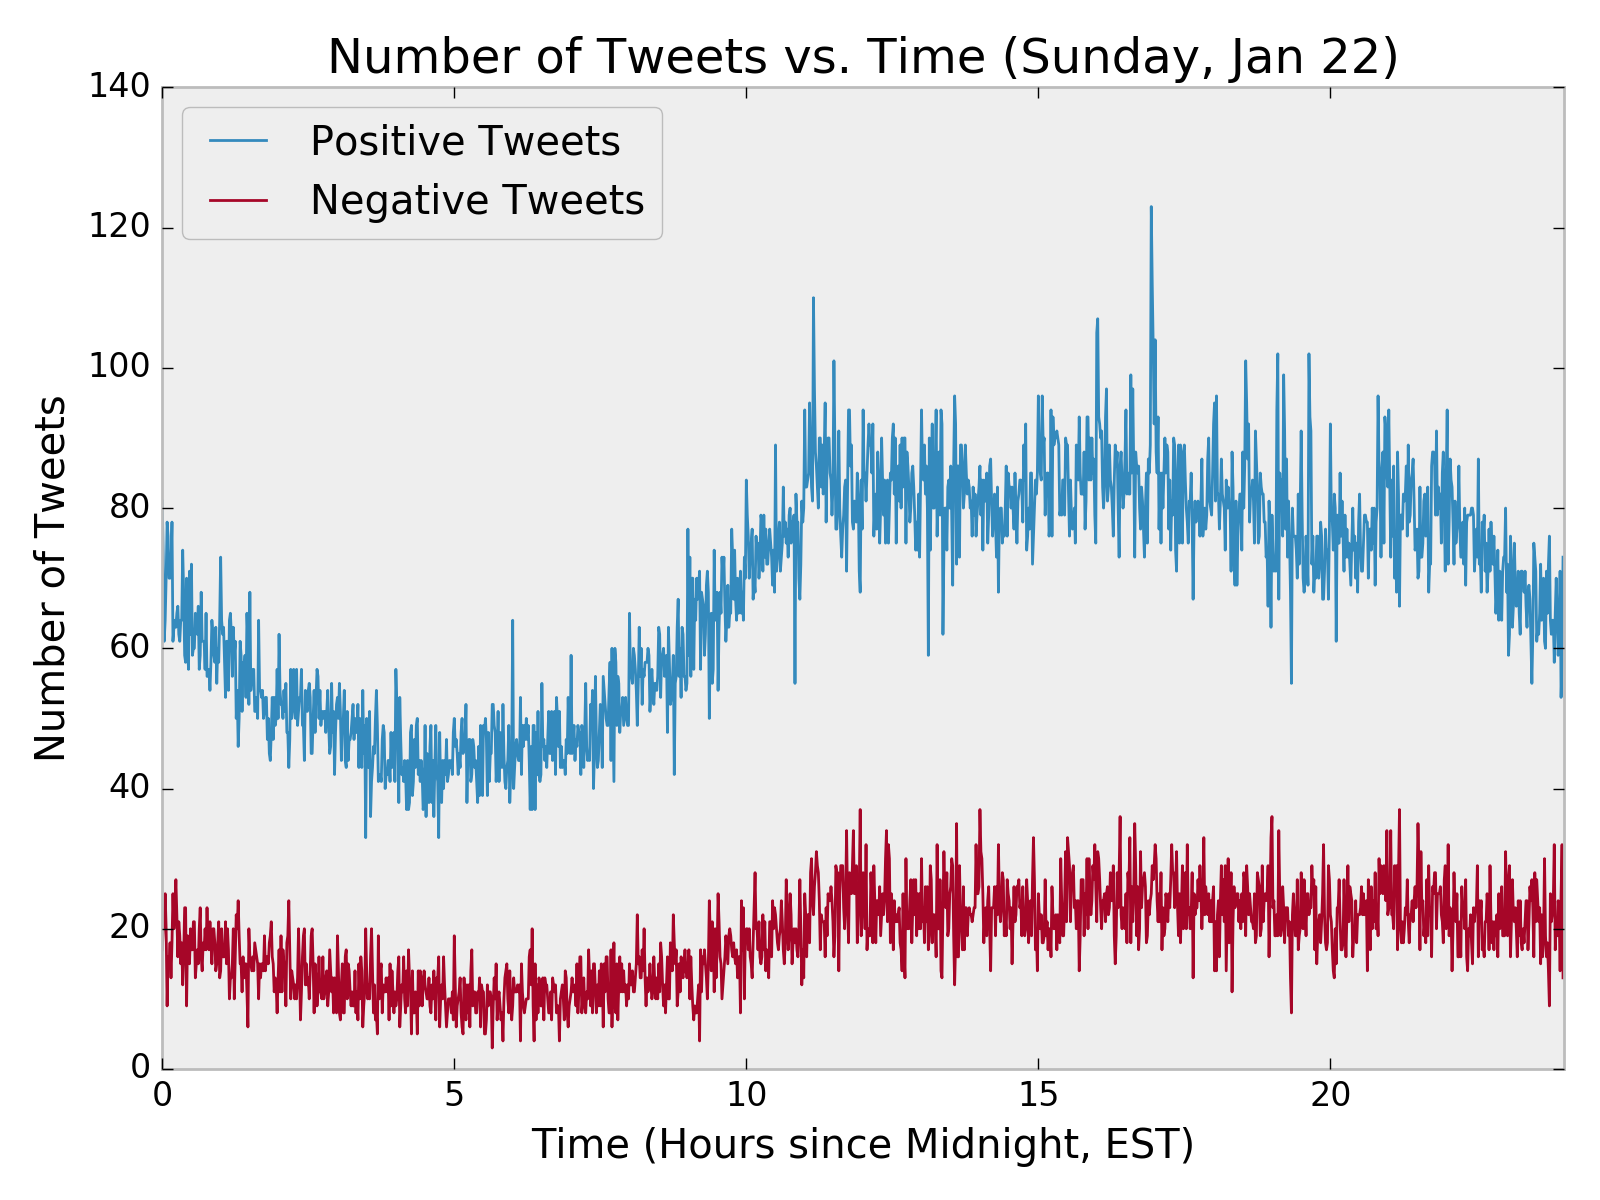 Number of Tweets vs. Time (Sunday, Jan 22)
140
120
100
80
60
40
20
0
Number of Tweets
Positive Tweets
Negative Tweets
0 5 10 15 20
Time (Hours since Midnight, EST)